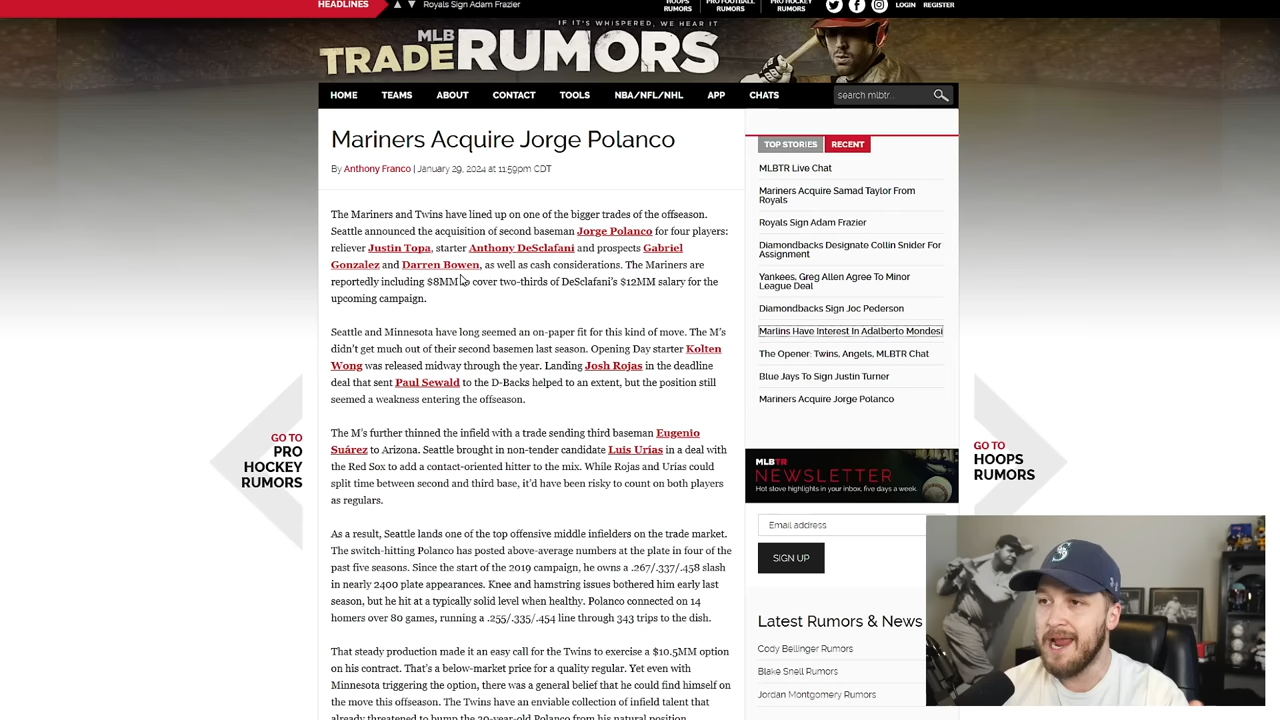 HEADLINES
Royals Sign Adam Frazier
HOOPS RUMORS
PRO FOOTBALL RUMORS
PRO HOCKEY RUMORS
LOGIN
REGISTER
IF IT'S WHISPERED, WE HEAR IT
MLB
TRADERUMORS
HOME TEAMS ABOUT CONTACT TOOLS NBA/NFL/NHL APP CHATS
search mlbtr..
Mariners Acquire Jorge Polanco
By Anthony Franco | January 29, 2024 at 11:59pm CDT
The Mariners and Twins have lined up on one of the bigger trades of the offseason.
Seattle announced the acquisition of second baseman Jorge Polanco for four players:
reliever Justin Topa, starter Anthony DeSclafani and prospects Gabriel
Gonzalez and Darren Bowen, as well as cash considerations. The Mariners are
reportedly including $8MM to cover two-thirds of DeSclafani's $12MM salary for the
upcoming campaign.
Seattle and Minnesota have long seemed an on-paper fit for this kind of move. The M's
didn't get much out of their second basemen last season. Opening Day starter Kolten
Wong was released midway through the year. Landing Josh Rojas in the deadline
deal that sent Paul Sewald to the D-Backs helped to an extent, but the position still
seemed a weakness entering the offseason.
The M's further thinned the infield with a trade sending third baseman Eugenio
Suárez to Arizona. Seattle brought in non-tender candidate Luis Urías in a deal with
the Red Sox to add a contact-oriented hitter to the mix. While Rojas and Urías could
split time between second and third base, it'd have been risky to count on both players
as regulars.
As a result, Seattle lands one of the top offensive middle infielders on the trade market.
The switch-hitting Polanco has posted above-average numbers at the plate in four of the
past five seasons. Since the start of the 2019 campaign, he owns a .267/.337/.458 slash
in nearly 2400 plate appearances. Knee and hamstring issues bothered him early last
season, but he hit at a typically solid level when healthy. Polanco connected on 14
homers over 80 games, running a .255/.335/.454 line through 343 trips to the dish.
That steady production made it an easy call for the Twins to exercise a $10.5MM option
on his contract. That's a below-market price for a quality regular. Yet even with
Minnesota triggering the option, there was a general belief that he could find himself on
the move this offseason. The Twins have an enviable collection of infield talent that
already threatened to bump the 30-year-old Polanco from his natural position.
TOP STORIES RECENT
MLBTR Live Chat
Mariners Acquire Samad Taylor From
Royals
Royals Sign Adam Frazier
Diamondbacks Designate Collin Snider For
Assignment
Yankees, Greg Allen Agree To Minor
League Deal
Diamondbacks Sign Joc Pederson
Marlins Have Interest In Adalberto Mondesi
The Opener: Twins, Angels, MLBTR Chat
Blue Jays To Sign Justin Turner
Mariners Acquire Jorge Polanco
MLBTR
NEWSLETTER
Hot stove highlights in your inbox, five days a week.
Email address
SIGN UP
Latest Rumors & News
Cody Bellinger Rumors
Blake Snell Rumors
Jordan Montgomery Rumors
GO TO
PRO
HOCKEY
RUMORS
GO TO
HOOPS
RUMORS